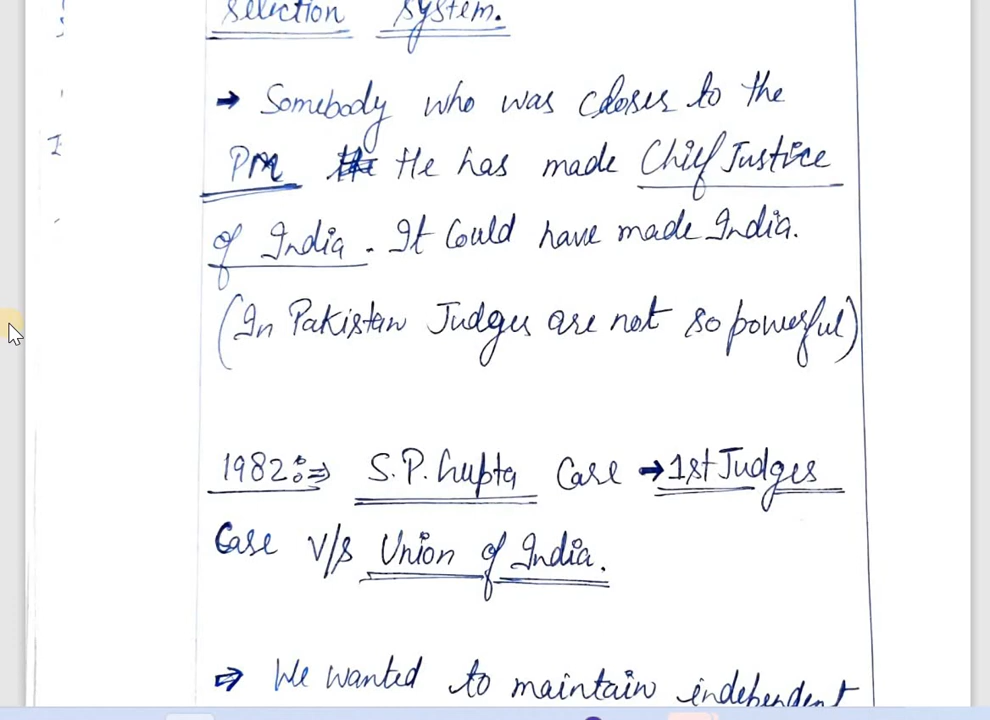 selection system.
→ Somebody who was closer to the
PM He has made Chief Justice
of India. It Could have made India.
(In Pakistan Judges are not so powerful)
1982:⇒ S.P. Gupta Case → 1st Judges
Case V/s Union of India.
⇒ We wanted to maintain independent